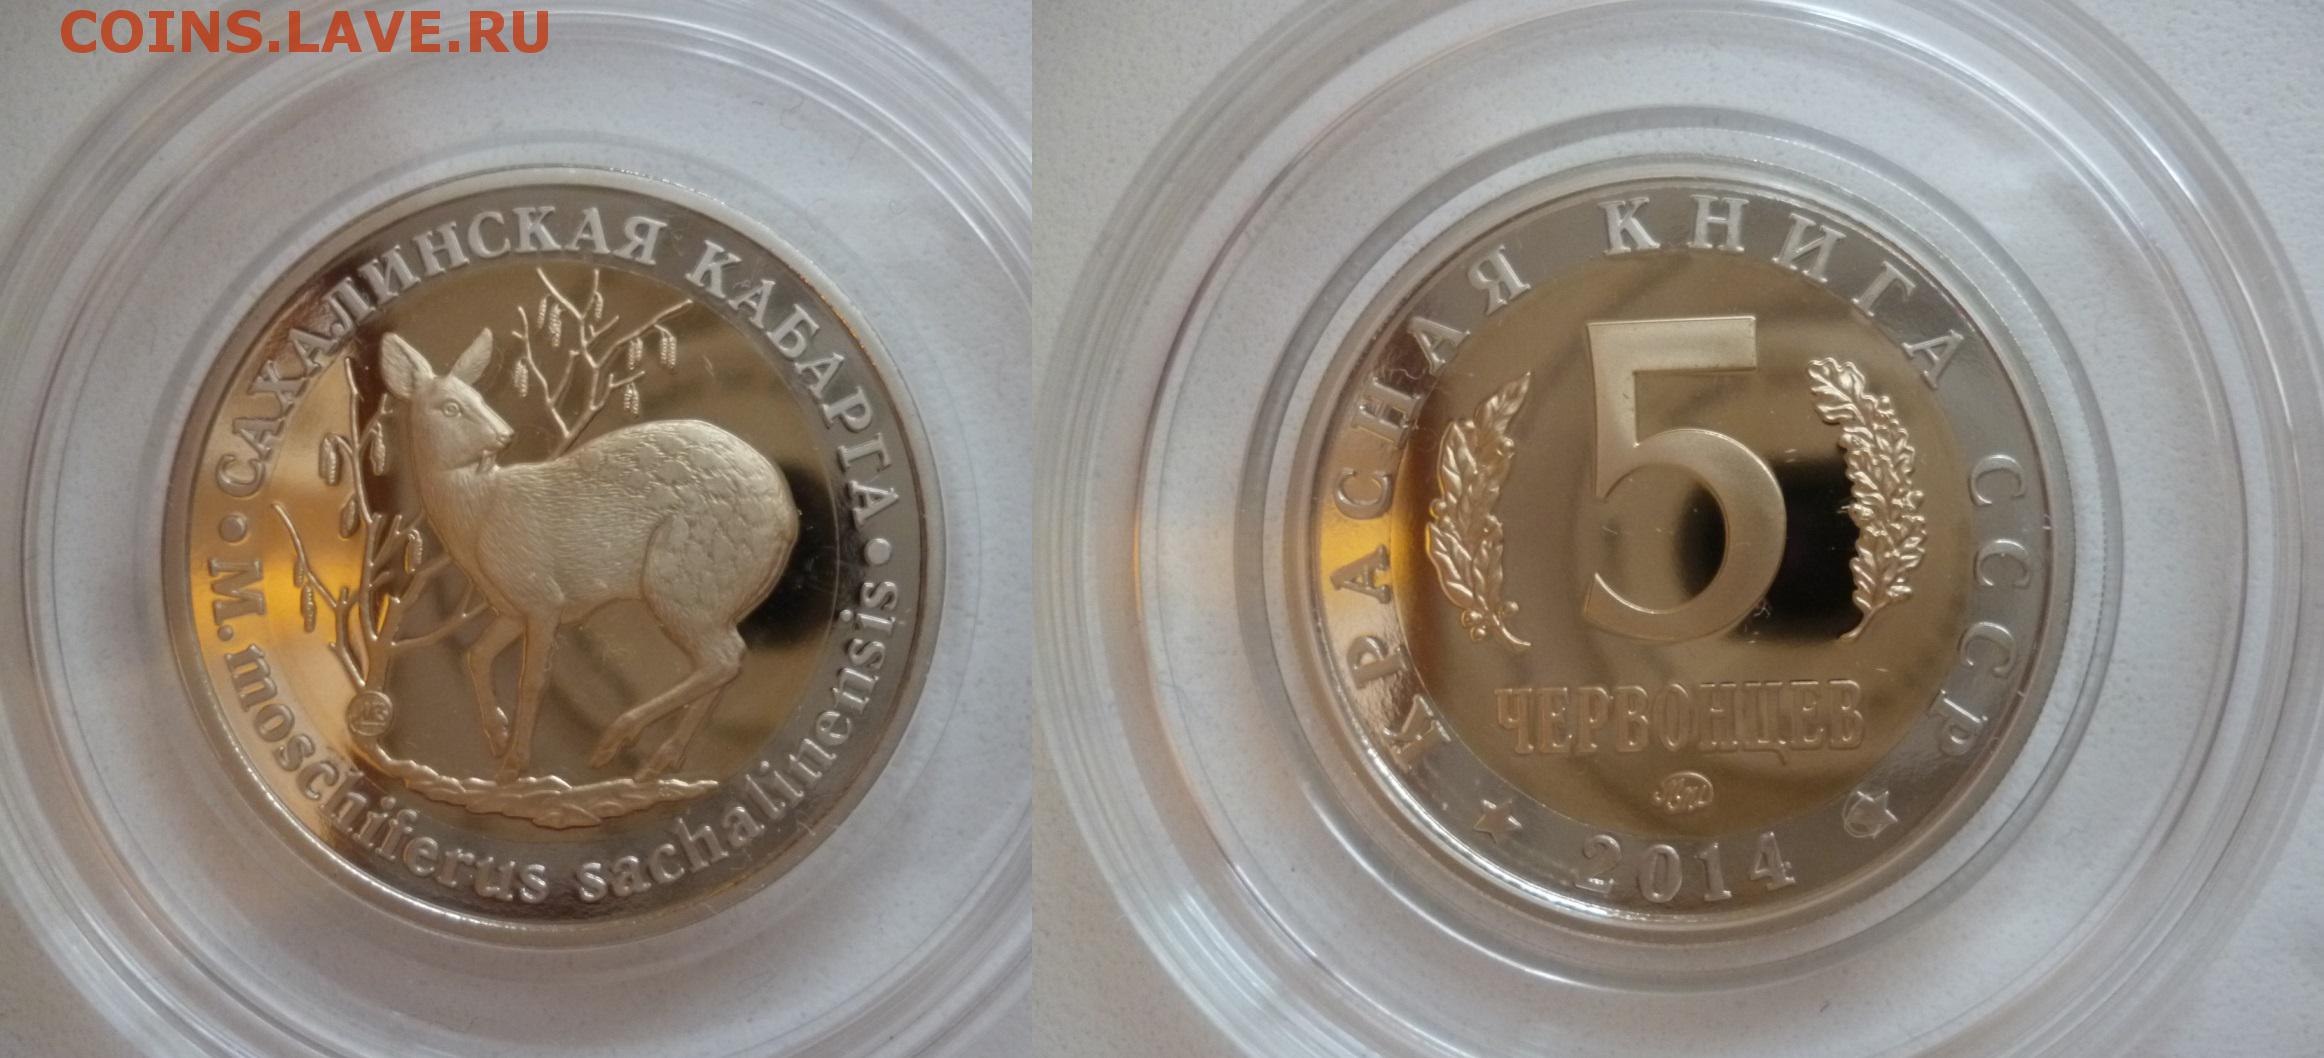 COINS.LAVE.RU
САХАЛИНСКАЯ КАБАРГА
M. moschiferus sachalinensis
КРАСНАЯ КНИГА СССР
5
ЧЕРВОНЦЕВ
2014